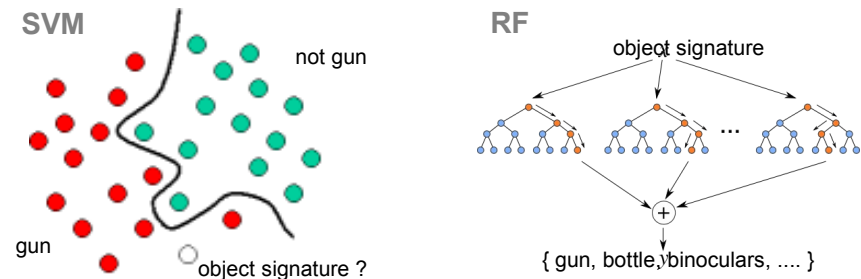 SVM
not gun
gun
object signature ?
RF
object signature
...
+
{ gun, bottle, binoculars, .... }